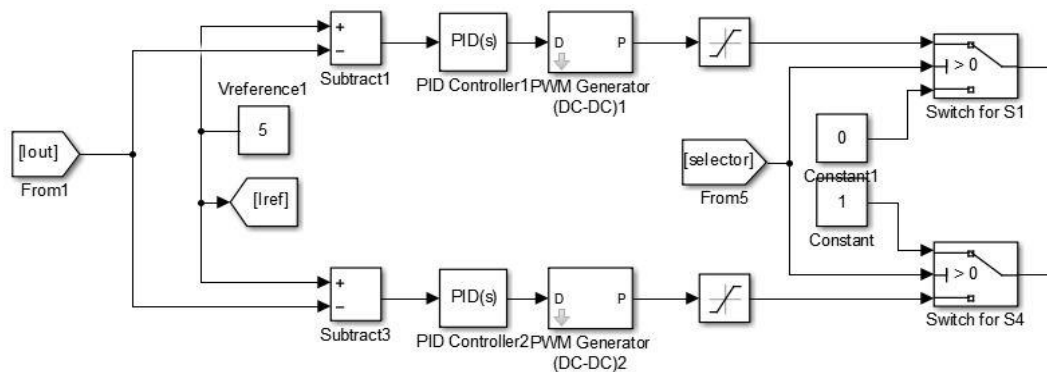 +
−
Subtract1
PID(s)
PID Controller1
D
P
PWM Generator
(DC-DC)1
> 0
Switch for S1
Vreference1
5
[Iout]
From1
[Iref]
[selector]
From5
0
Constant1
1
Constant
+
−
Subtract3
PID(s)
PID Controller2
D
P
PWM Generator
(DC-DC)2
> 0
Switch for S4